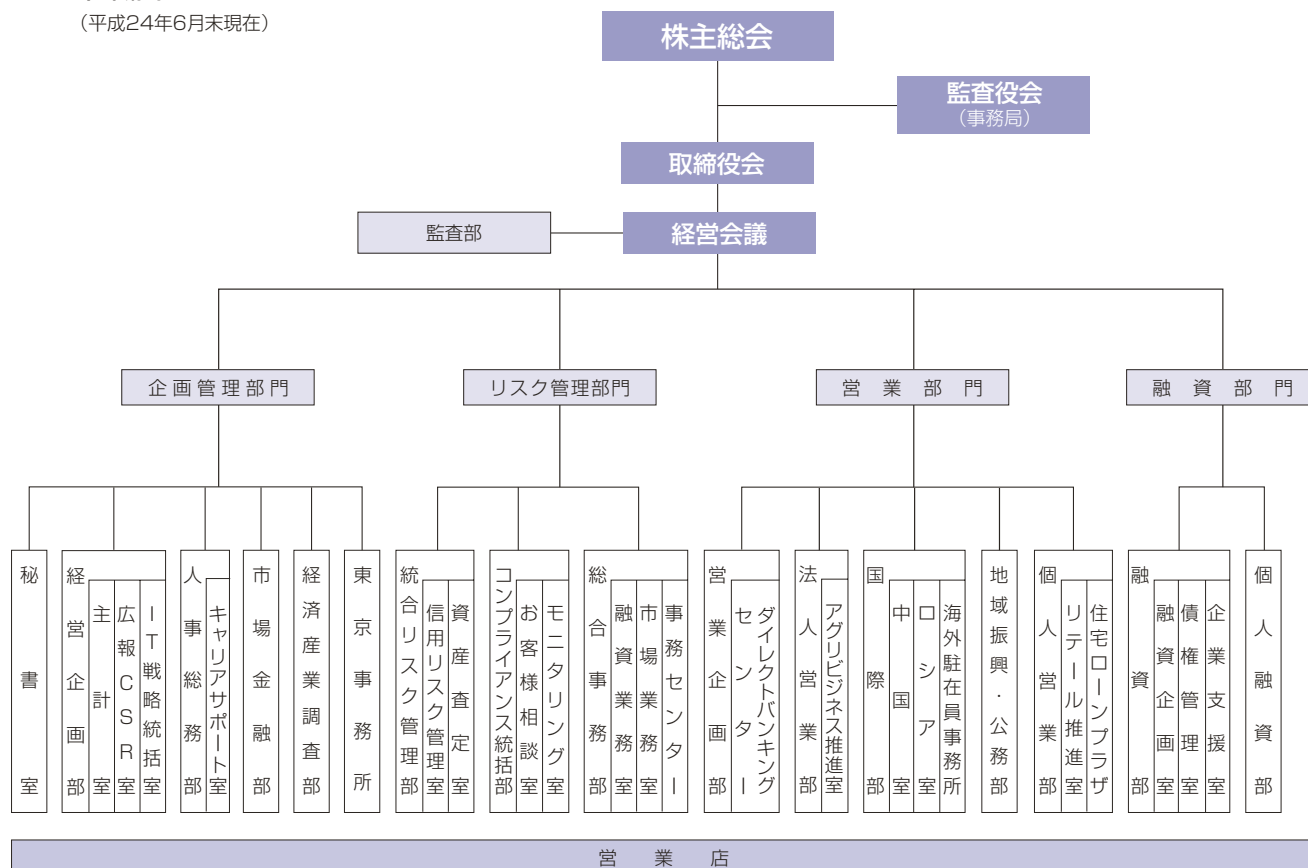 （平成24年6月末現在）
株主総会
監査役会
（事務局）
取締役会
監査部
経営会議
企画管理部門
リスク管理部門
営業部門
融資部門
秘書室
経営企画部
主計室
広報CSR室
IT戦略統括室
人事総務部
キャリアサポート室
市場金融部
経済産業調査部
東京事務所
統合リスク管理部
信用リスク管理室
資産査定室
コンプライアンス統括部
お客様相談室
モニタリング室
総合事務部
融資業務室
市場業務室
事務センター
営業企画部
ダイレクトバンキング
センター
法人営業部
アグリビジネス推進室
国際部
中国室
ロシア室
海外駐在員事務所
地域振興・公務部
個人営業部
リテール推進室
住宅ローンプラザ
融資部
融資企画室
債権管理室
企業支援室
個人融資部
営業店